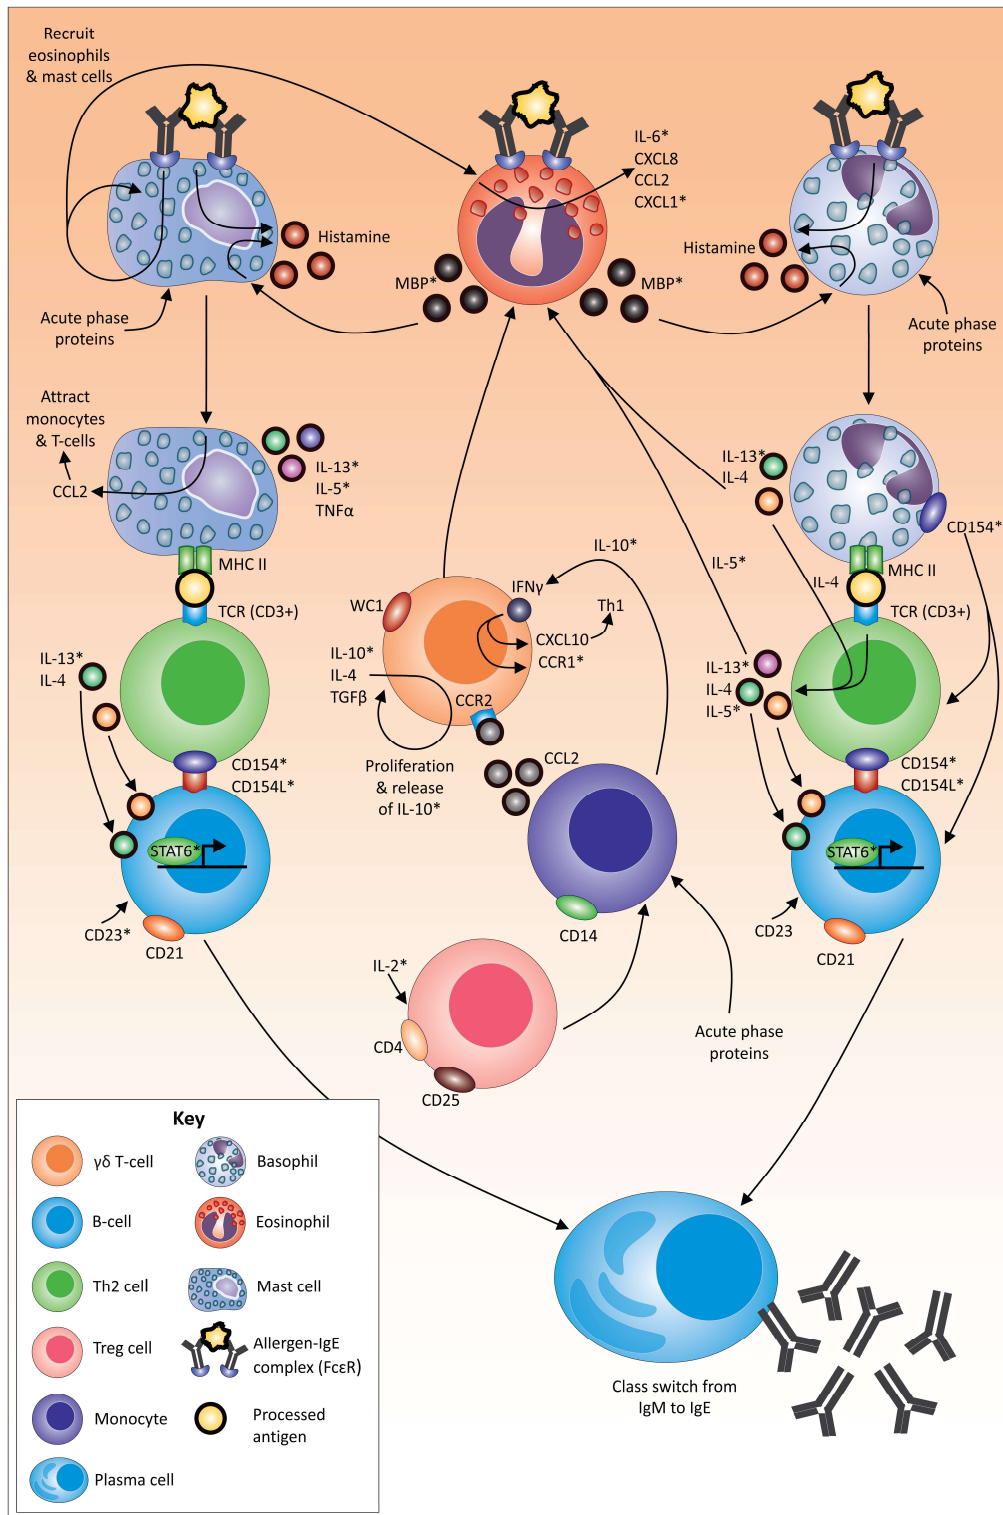 Recruit
eosinophils
& mast cells
IL-6*
CXCL8
CCL2
CXCL1*
Histamine
Histamine
MBP*
MBP*
Acute phase
proteins
Acute phase
proteins
Attract
monocytes
& T-cells
CCL2
IL-13*
IL-5*
TNFα
IL-13*
IL-4
CD154*
MHC II
TCR (CD3+)
IL-10*
IL-5*
IL-4
MHC II
TCR (CD3+)
WC1
IFNγ
Th1
CXCL10
CCR1*
IL-10*
IL-4
TGFβ
CCR2
IL-13*
IL-4
IL-13*
IL-4
IL-5*
Proliferation
& release
of IL-10*
CCL2
CD154*
CD154L*
CD154*
CD154L*
STAT6*
STAT6*
CD23*
CD21
CD14
CD23
CD21
IL-2*
CD4
CD25
Acute phase
proteins
Key
γδ T-cell
Basophil
B-cell
Eosinophil
Th2 cell
Mast cell
Treg cell
Allergen-IgE
complex (FcεR)
Monocyte
Processed
antigen
Plasma cell
Class switch from
IgM to IgE